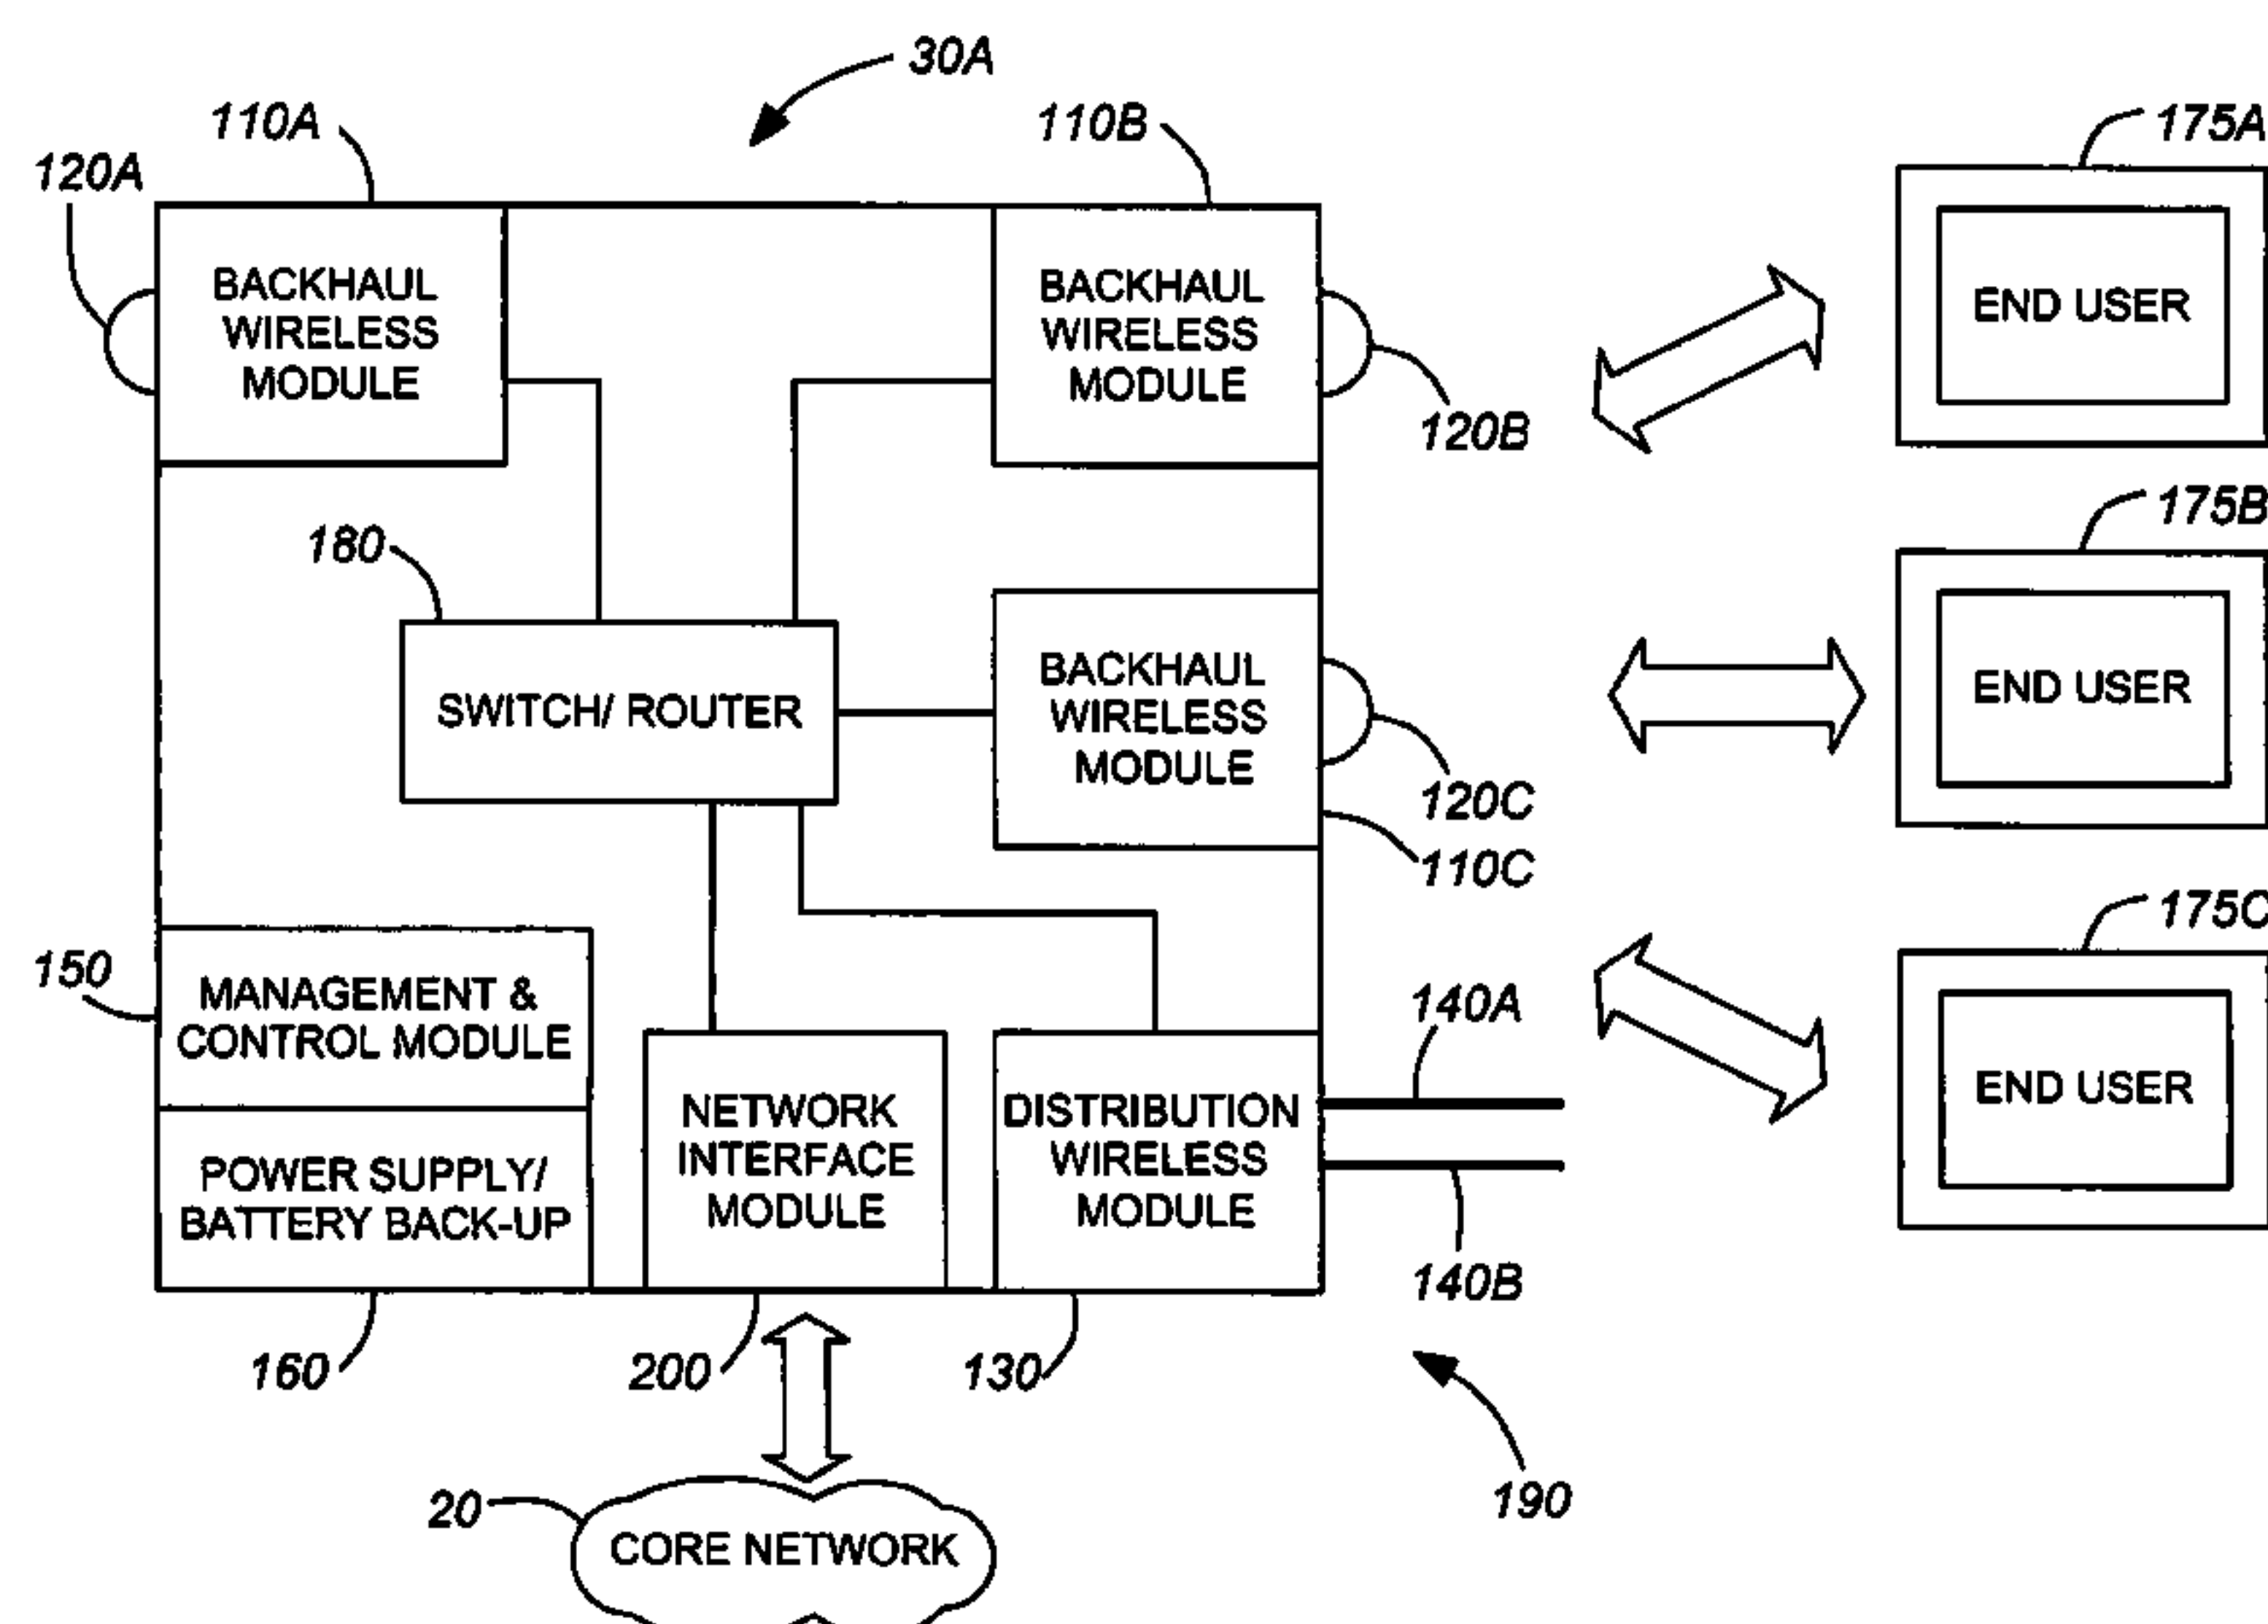 30A
110A
110B
175A
120A
BACKHAUL
WIRELESS
MODULE
BACKHAUL
WIRELESS
MODULE
END USER
120B
175B
180
BACKHAUL
WIRELESS
MODULE
SWITCH/ ROUTER
END USER
120C
110C
175C
150
MANAGEMENT &
CONTROL MODULE
140A
NETWORK
INTERFACE
MODULE
DISTRIBUTION
WIRELESS
MODULE
END USER
POWER SUPPLY/
BATTERY BACK-UP
140B
160
200
130
190
20
CORE NETWORK